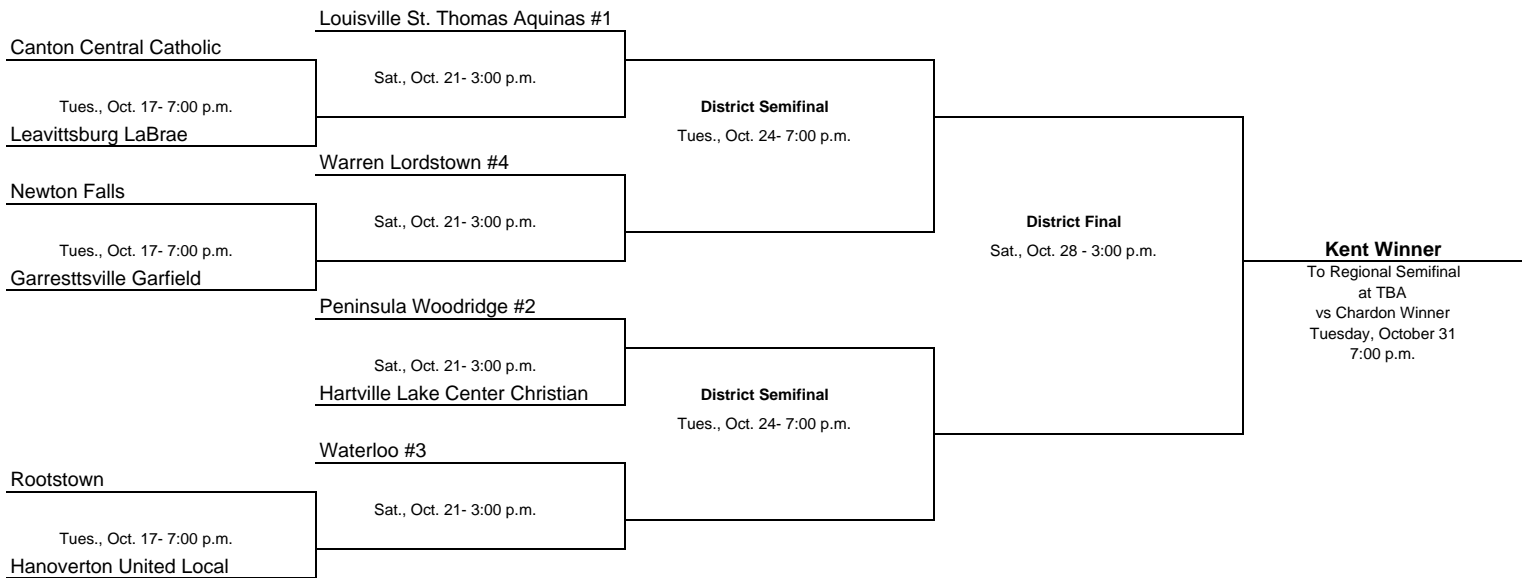 Louisville St. Thomas Aquinas #1
Canton Central Catholic
Sat., Oct. 21- 3:00 p.m.
Tues., Oct. 17- 7:00 p.m.
District Semifinal
Leavittsburg LaBrae
Tues., Oct. 24- 7:00 p.m.
Warren Lordstown #4
Newton Falls
Sat., Oct. 21- 3:00 p.m.
District Final
Tues., Oct. 17- 7:00 p.m.
Sat., Oct. 28 - 3:00 p.m.
Kent Winner
Garresttsville Garfield
To Regional Semifinal
at TBA
Peninsula Woodridge #2
vs Chardon Winner
Tuesday, October 31
7:00 p.m.
Sat., Oct. 21- 3:00 p.m.
Hartville Lake Center Christian
District Semifinal
Tues., Oct. 24- 7:00 p.m.
Waterloo #3
Rootstown
Sat., Oct. 21- 3:00 p.m.
Tues., Oct. 17- 7:00 p.m.
Hanoverton United Local